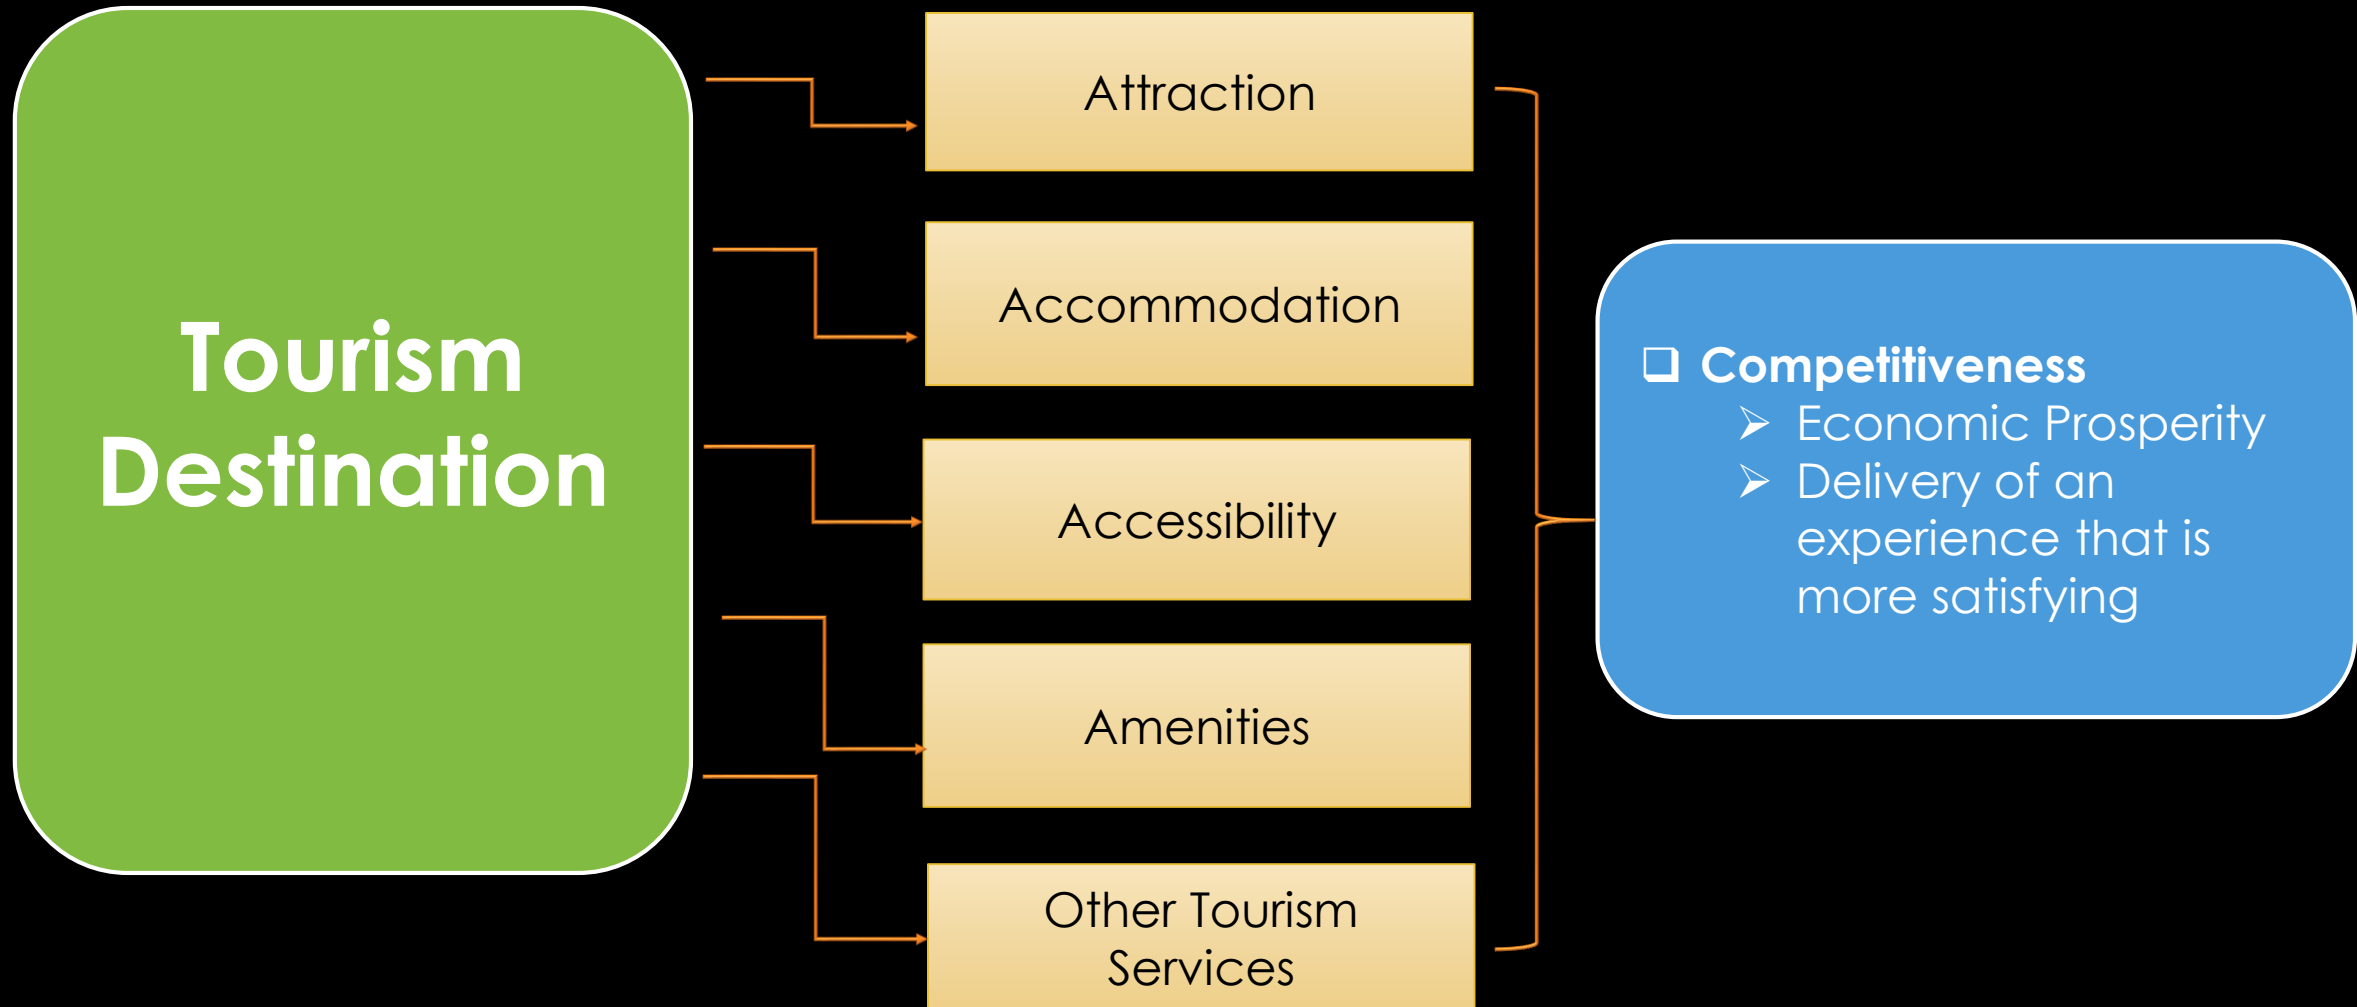 Tourism
Destination
Attraction
Accommodation
Accessibility
Amenities
Other Tourism
Services
Competitiveness
Economic Prosperity
Delivery of an
experience that is
more satisfying